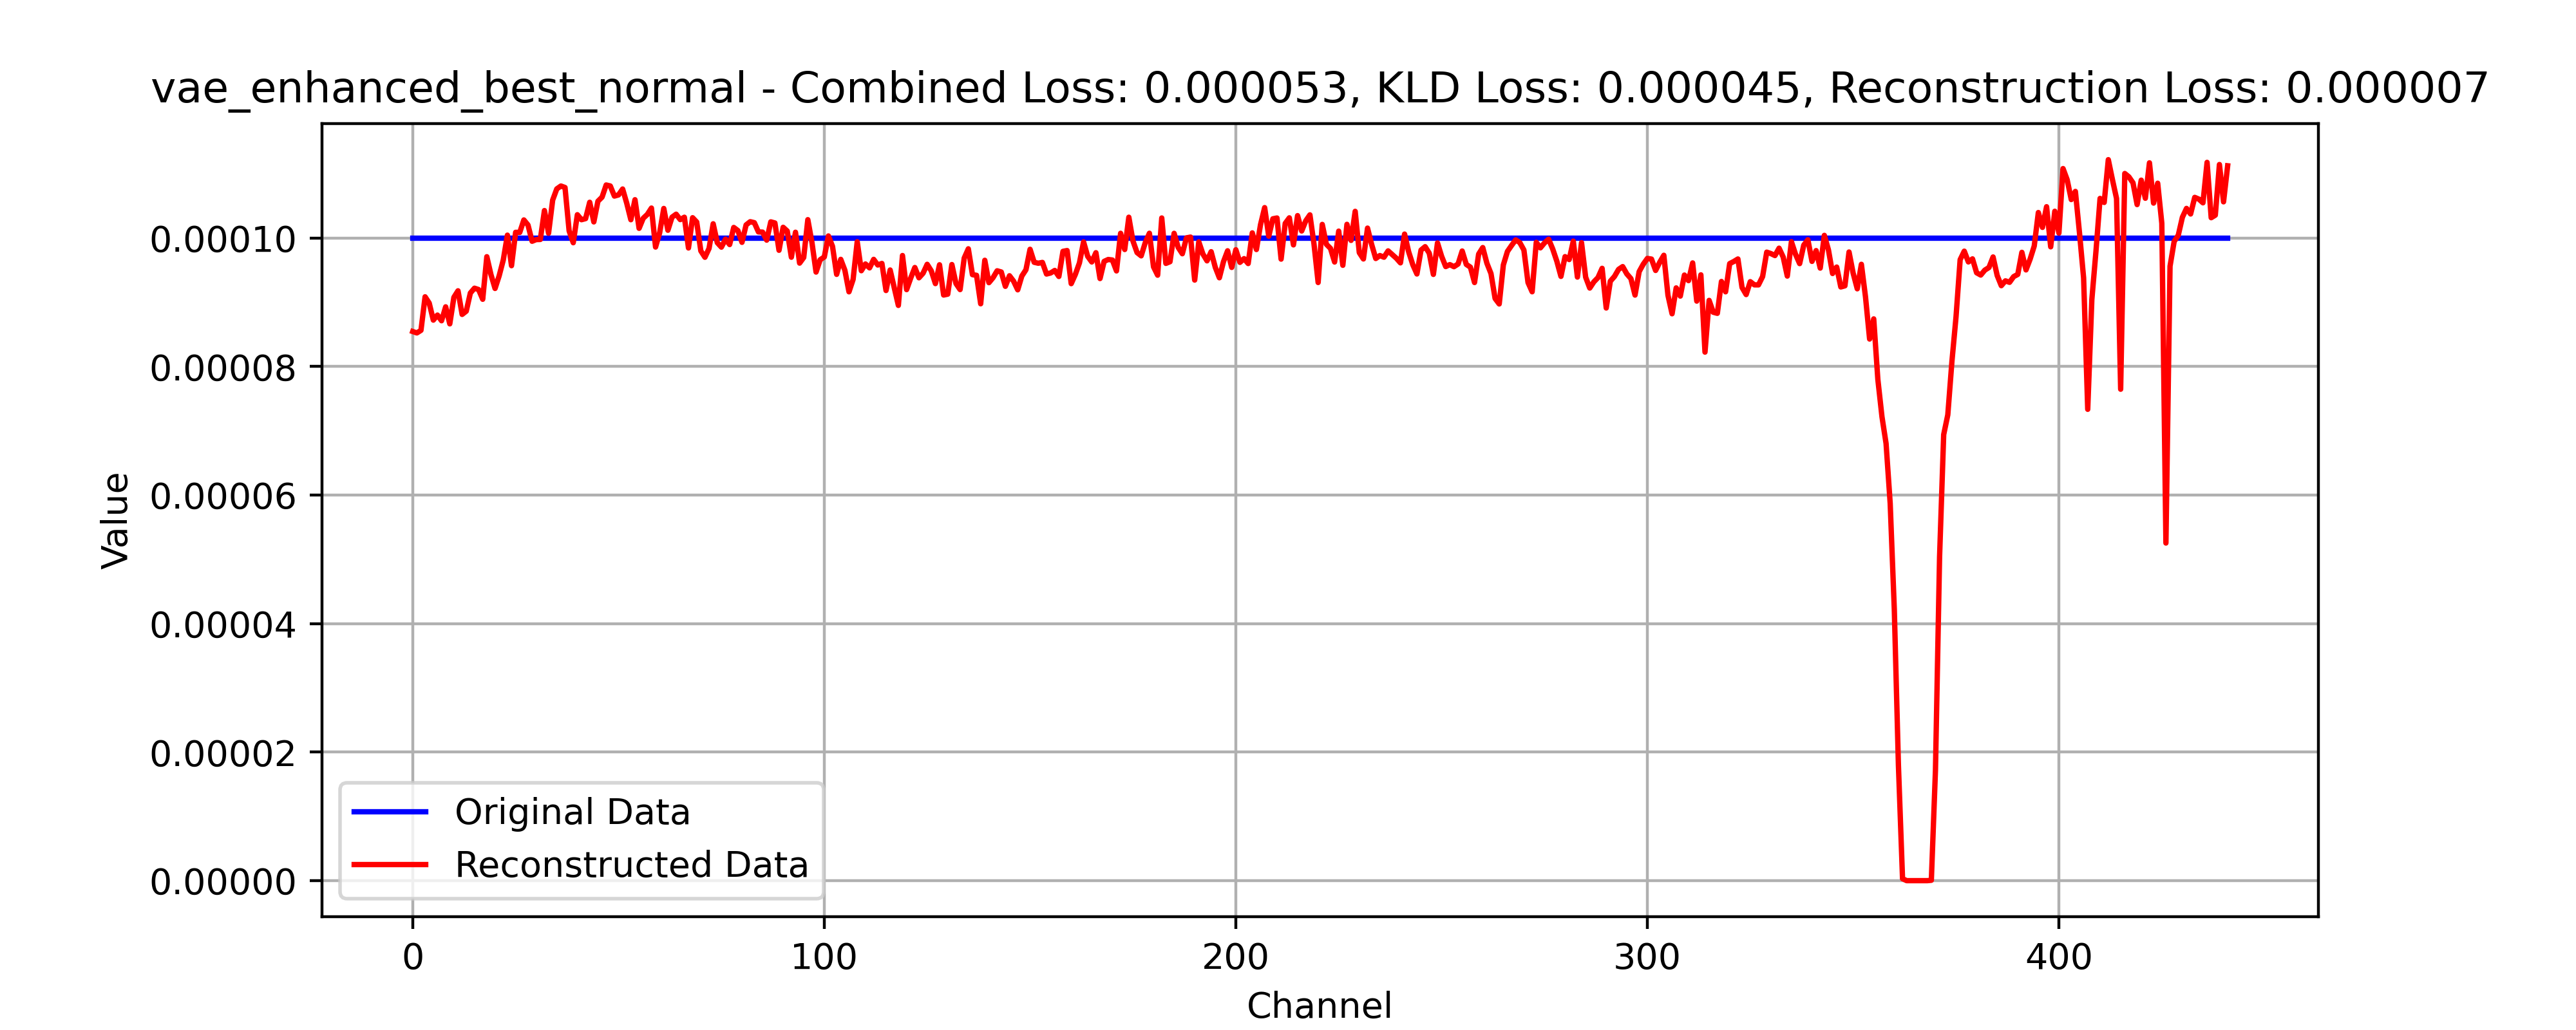 vae_enhanced_best_normal - Combined Loss: 0.000053, KLD Loss: 0.000045, Reconstruction Loss: 0.000007
0.00010
0.00008
0.00006
0.00004
0.00002
0.00000
Value
Original Data
Reconstructed Data
0 100 200 300 400
Channel